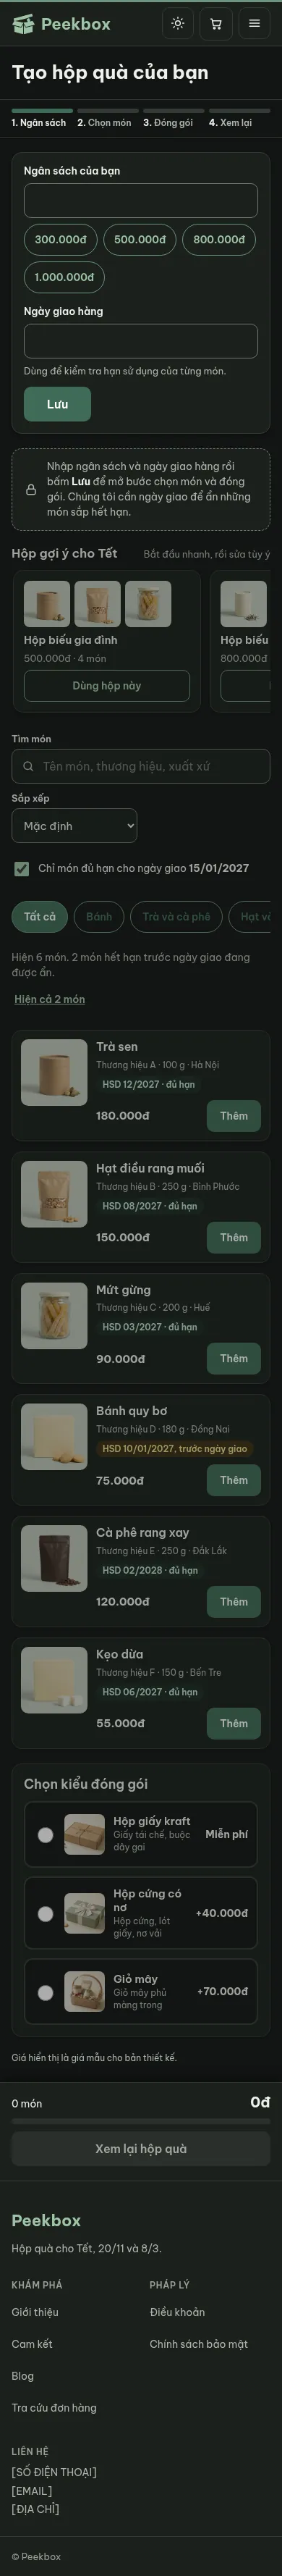 Peekbox
Tạo hộp quà của bạn
1. Ngân sách
2. Chọn món
3. Đóng gói
4. Xem lại
Ngân sách của bạn
300.000đ
500.000đ
800.000đ
1.000.000đ
Ngày giao hàng
Dùng để kiểm tra hạn sử dụng của từng món.
Lưu
Nhập ngân sách và ngày giao hàng rồi
bấm Lưu để mở bước chọn món và đóng
gói. Chúng tôi cần ngày giao để ẩn những
món sắp hết hạn.
Hộp gợi ý cho Tết
Bắt đầu nhanh, rồi sửa tùy ý
Hộp biếu gia đình
500.000đ · 4 món
Dùng hộp này
Hộp biếu
800.000đ
Tìm món
Tên món, thương hiệu, xuất xứ
Sắp xếp
Mặc định
Chỉ món đủ hạn cho ngày giao 15/01/2027
Tất cả
Bánh
Trà và cà phê
Hạt và
Hiện 6 món. 2 món hết hạn trước ngày giao đang
được ẩn.
Hiện cả 2 món
Trà sen
Thương hiệu A · 100 g · Hà Nội
HSD 12/2027 · đủ hạn
180.000đ
Thêm
Hạt điều rang muối
Thương hiệu B · 250 g · Bình Phước
HSD 08/2027 · đủ hạn
150.000đ
Thêm
Mứt gừng
Thương hiệu C · 200 g · Huế
HSD 03/2027 · đủ hạn
90.000đ
Thêm
Bánh quy bơ
Thương hiệu D · 180 g · Đồng Nai
HSD 10/01/2027, trước ngày giao
75.000đ
Thêm
Cà phê rang xay
Thương hiệu E · 250 g · Đắk Lắk
HSD 02/2028 · đủ hạn
120.000đ
Thêm
Kẹo dừa
Thương hiệu F · 150 g · Bến Tre
HSD 06/2027 · đủ hạn
55.000đ
Thêm
Chọn kiểu đóng gói
Hộp giấy kraft
Giấy tái chế, buộc
dây gai
Miễn phí
Hộp cứng có
nơ
Hộp cứng, lót
giấy, nơ vải
+40.000đ
Giỏ mây
Giỏ mây phủ
màng trong
+70.000đ
Giá hiển thị là giá mẫu cho bản thiết kế.
0 món
0đ
Xem lại hộp quà
Peekbox
Hộp quà cho Tết, 20/11 và 8/3.
KHÁM PHÁ
Giới thiệu
Cam kết
Blog
Tra cứu đơn hàng
PHÁP LÝ
Điều khoản
Chính sách bảo mật
LIÊN HỆ
[SỐ ĐIỆN THOẠI]
[EMAIL]
[ĐỊA CHỈ]
© Peekbox